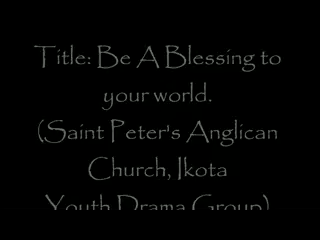 Title: Be A Blessing to
your world.
(Saint Peter's Anglican
Church, Ikota
Youth Drama Group)